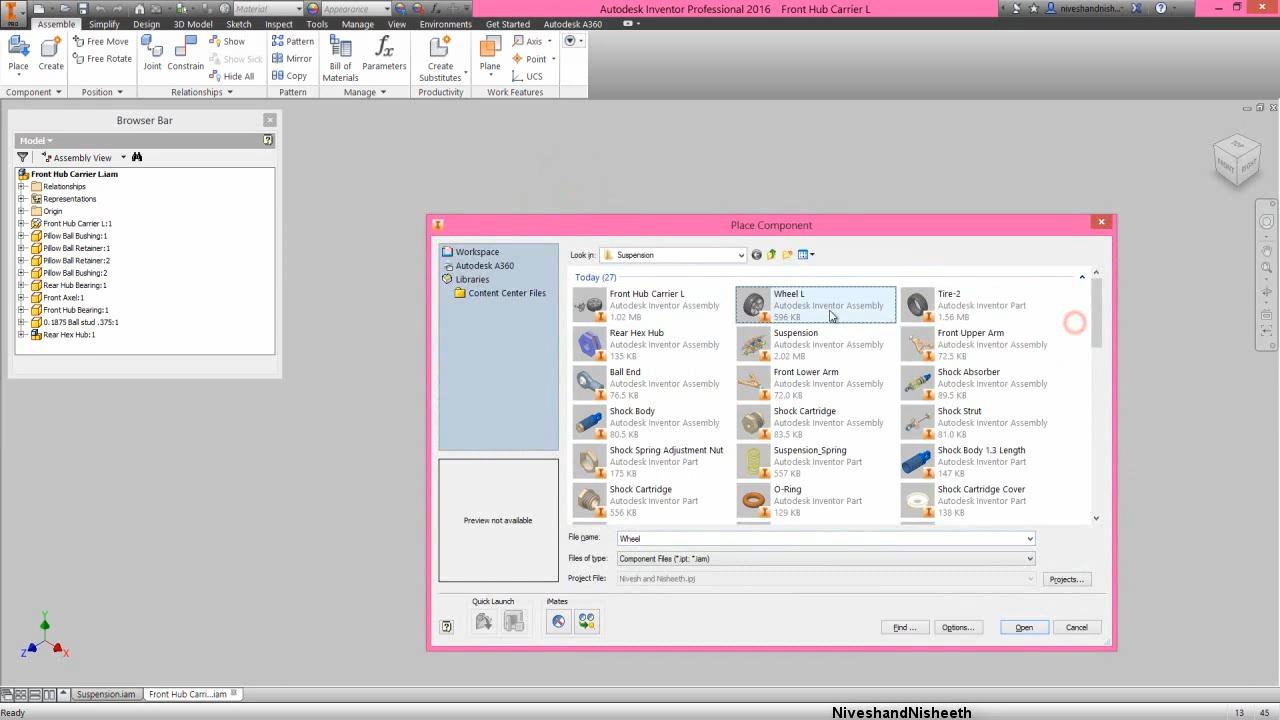 Material
Appearance
Autodesk Inventor Professional 2016   Front Hub Carrier L
niveshandnishe...
PRO
Assemble   Simplify   Design   3D Model   Sketch   Inspect   Tools   Manage   View   Environments   Get Started   Autodesk A360
Place   Create   Free Move   Joint   Constrain   Show   Pattern   Bill of Materials   Parameters   Create Substitutes   Plane   Axis
Free Rotate   Show Sick   Mirror   Point
Hide All   Copy   UCS
Component   Position   Relationships   Pattern   Manage   Productivity   Work Features
Browser Bar
Model
Assembly View
Front Hub Carrier L.iam
Relationships
Representations
Origin
Front Hub Carrier L:1
Pillow Ball Bushing:1
Pillow Ball Retainer:1
Pillow Ball Retainer:2
Pillow Ball Bushing:2
Rear Hub Bearing:1
Front Axel:1
Front Hub Bearing:1
0.1875 Ball stud .375:1
Rear Hex Hub:1
TOP
FRONT
RIGHT
Place Component
Workspace
Autodesk A360
Libraries
Content Center Files
Look in:   Suspension
Today (27)
Front Hub Carrier L
Autodesk Inventor Assembly
1.02 MB
Wheel L
Autodesk Inventor Assembly
596 KB
Tire-2
Autodesk Inventor Part
1.56 MB
Rear Hex Hub
Autodesk Inventor Assembly
135 KB
Suspension
Autodesk Inventor Assembly
2.02 MB
Front Upper Arm
Autodesk Inventor Assembly
72.5 KB
Ball End
Autodesk Inventor Assembly
76.5 KB
Front Lower Arm
Autodesk Inventor Assembly
72.0 KB
Shock Absorber
Autodesk Inventor Assembly
89.5 KB
Shock Body
Autodesk Inventor Assembly
80.5 KB
Shock Cartridge
Autodesk Inventor Assembly
83.5 KB
Shock Strut
Autodesk Inventor Assembly
81.0 KB
Shock Spring Adjustment Nut
Autodesk Inventor Part
175 KB
Suspension_Spring
Autodesk Inventor Part
557 KB
Shock Body 1.3 Length
Autodesk Inventor Part
147 KB
Shock Cartridge
Autodesk Inventor Part
556 KB
O-Ring
Autodesk Inventor Part
129 KB
Shock Cartridge Cover
Autodesk Inventor Part
138 KB
Preview not available
File name:   Wheel
Files of type:   Component Files (*.ipt; *.iam)
Project File:   Nivesh and Nisheeth.ipj   Projects...
Quick Launch   iMates
Find ...   Options...   Open   Cancel
Y
Z   X
Suspension.iam   Front Hub Carri...iam
Ready   13   45
NiveshandNisheeth